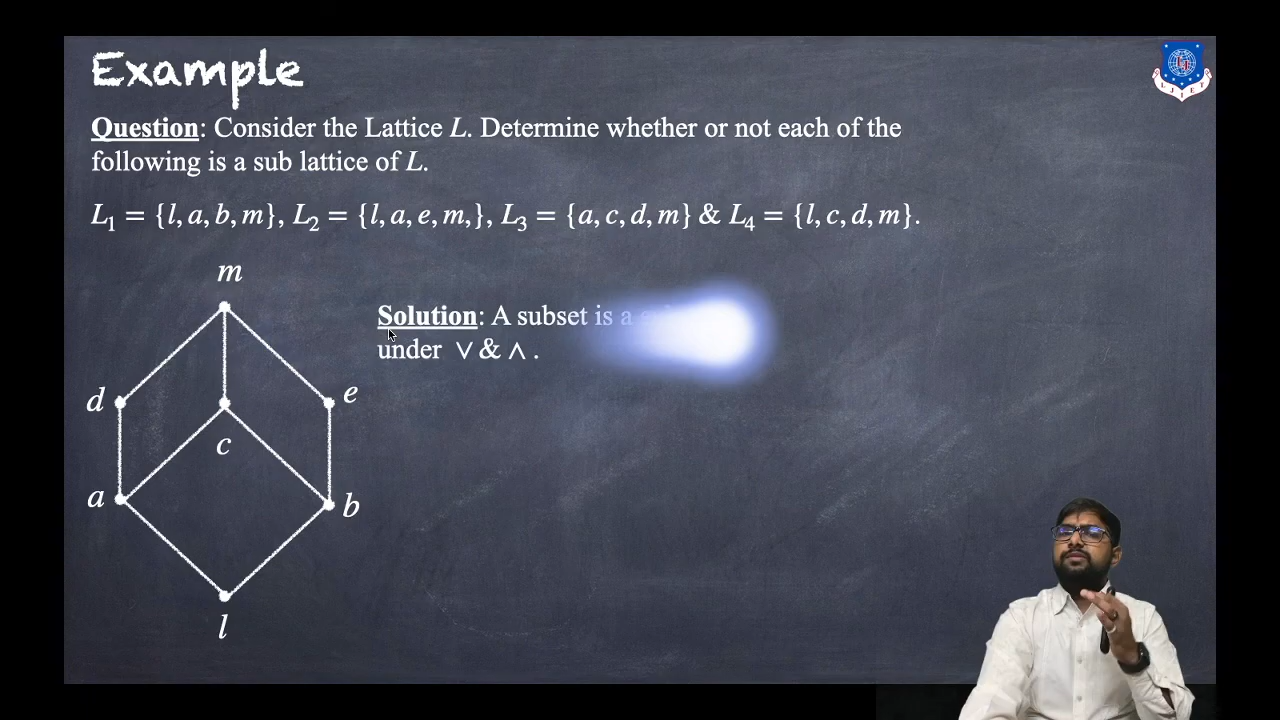 Example
Question: Consider the Lattice L. Determine whether or not each of the
following is a sub lattice of L.
L₁ = {l, a, b, m}, L₂ = {l, a, e, m,}, L₃ = {a, c, d, m} & L₄ = {l, c, d, m}.
m
Solution: A subset is a
under ∨ & ∧ .
d
e
c
a
b
l